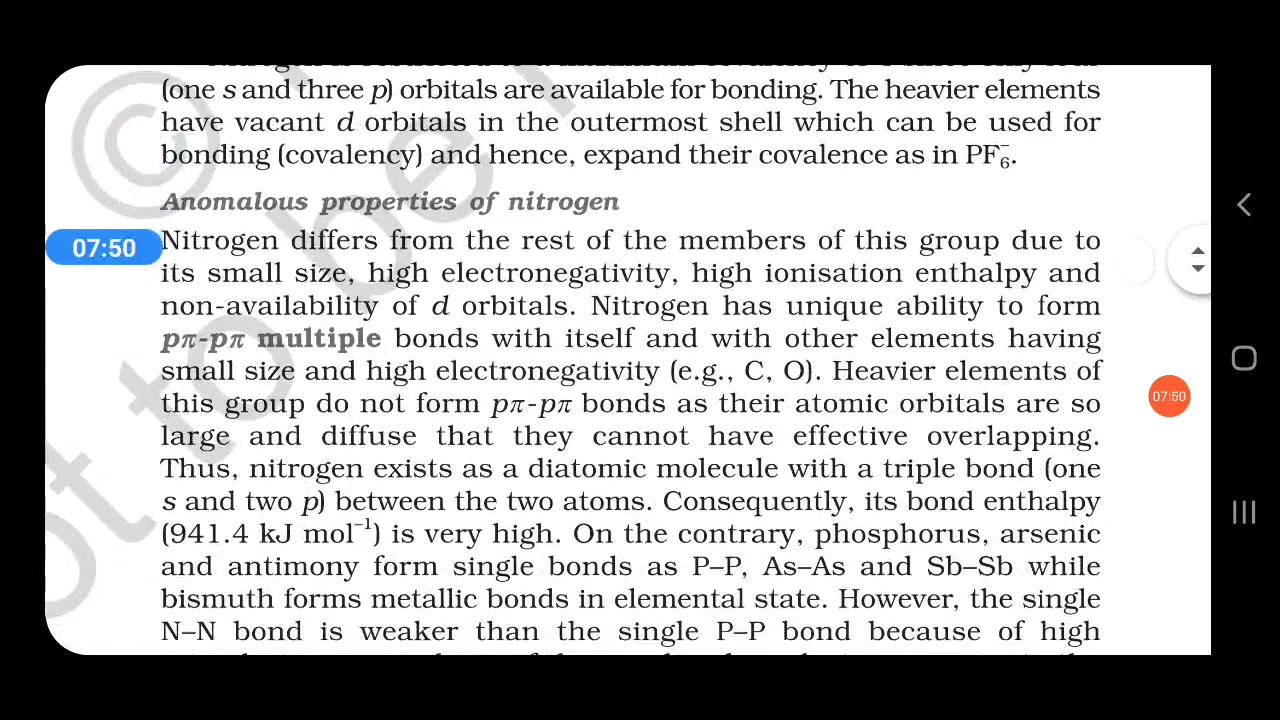 (one s and three p) orbitals are available for bonding. The heavier elements
have vacant d orbitals in the outermost shell which can be used for
bonding (covalency) and hence, expand their covalence as in PF₆⁻.
Anomalous properties of nitrogen
07:50
Nitrogen differs from the rest of the members of this group due to
its small size, high electronegativity, high ionisation enthalpy and
non-availability of d orbitals. Nitrogen has unique ability to form
pπ-pπ multiple bonds with itself and with other elements having
small size and high electronegativity (e.g., C, O). Heavier elements of
this group do not form pπ-pπ bonds as their atomic orbitals are so
07:50
large and diffuse that they cannot have effective overlapping.
Thus, nitrogen exists as a diatomic molecule with a triple bond (one
s and two p) between the two atoms. Consequently, its bond enthalpy
(941.4 kJ mol⁻¹) is very high. On the contrary, phosphorus, arsenic
and antimony form single bonds as P–P, As–As and Sb–Sb while
bismuth forms metallic bonds in elemental state. However, the single
N–N bond is weaker than the single P–P bond because of high
© to be